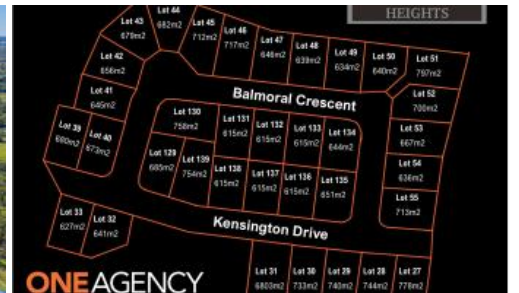 HEIGHTS
Lot 44
682m2
Lot 43
679m2
Lot 45
712m2
Lot 46
717m2
Lot 47
646m2
Lot 48
639m2
Lot 49
634m2
Lot 50
640m2
Lot 51
797m2
Lot 42
656m2
Lot 41
646m2
Balmoral Crescent
Lot 52
700m2
Lot 39
660m2
Lot 40
673m2
Lot 130
758m2
Lot 131
615m2
Lot 132
615m2
Lot 133
615m2
Lot 134
644m2
Lot 53
667m2
Lot 129
685m2
Lot 139
754m2
Lot 138
615m2
Lot 137
615m2
Lot 136
615m2
Lot 135
651m2
Lot 54
636m2
Lot 55
713m2
Lot 33
627m2
Lot 32
641m2
Kensington Drive
Lot 31
6803m2
Lot 30
733m2
Lot 29
740m2
Lot 28
744m2
Lot 27
778m2
ONEAGENCY